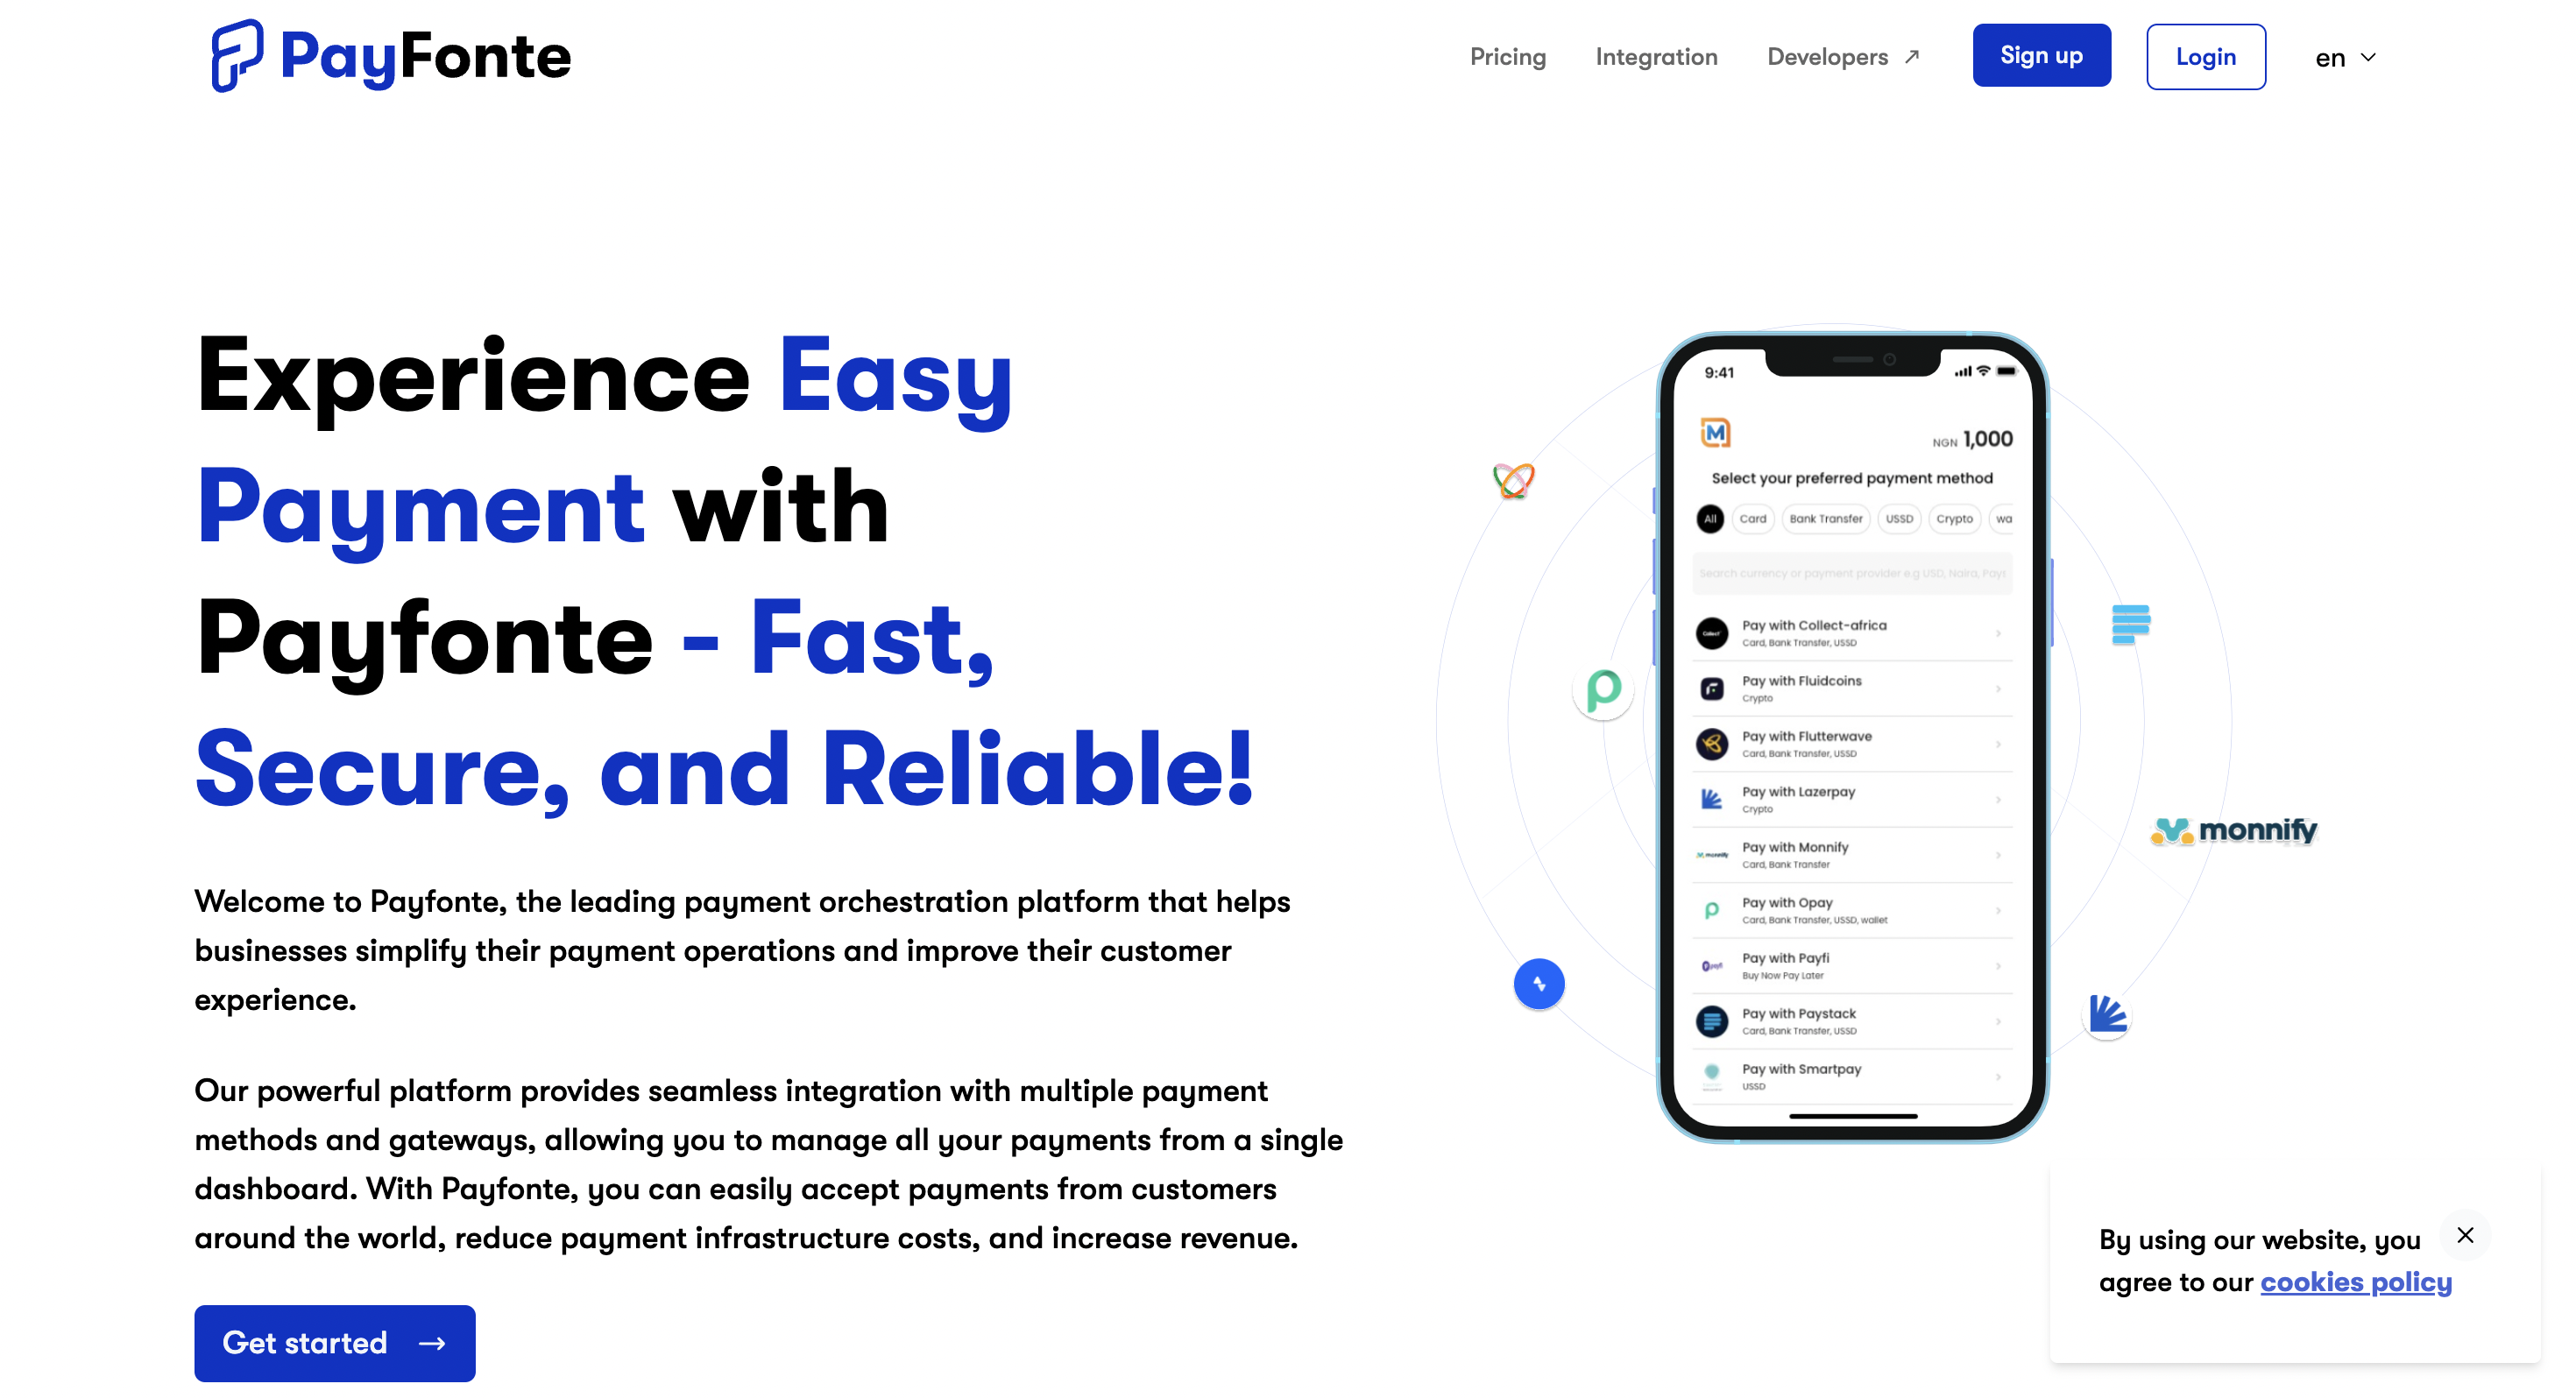 PayFonte
Pricing
Integration
Developers
Sign up
Login
en
Experience Easy
Payment with
Payfonte - Fast,
Secure, and Reliable!
Welcome to Payfonte, the leading payment orchestration platform that helps
businesses simplify their payment operations and improve their customer
experience.
Our powerful platform provides seamless integration with multiple payment
methods and gateways, allowing you to manage all your payments from a single
dashboard. With Payfonte, you can easily accept payments from customers
around the world, reduce payment infrastructure costs, and increase revenue.
Get started
9:41
NGN 1,000
Select your preferred payment method
All
Card
Bank Transfer
USSD
Crypto
wa
Search currency or payment provider e.g USD, Naira, Pays
Collect
Pay with Collect-africa
Card, Bank Transfer, USSD
Pay with Fluidcoins
Crypto
Pay with Flutterwave
Card, Bank Transfer, USSD
Pay with Lazerpay
Crypto
monnify
Pay with Monnify
Card, Bank Transfer
Pay with Opay
Card, Bank Transfer, USSD, wallet
payfi
Pay with Payfi
Buy Now Pay Later
Pay with Paystack
Card, Bank Transfer, USSD
Pay with Smartpay
USSD
monnify
By using our website, you
agree to our cookies policy